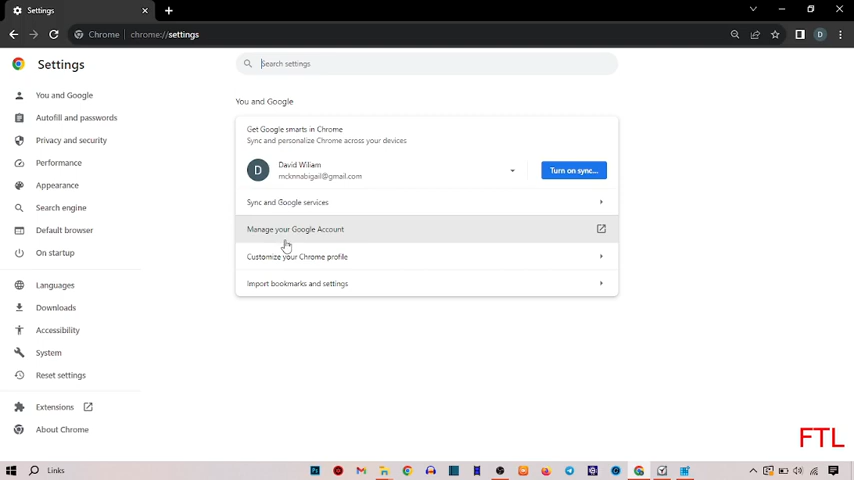 Settings
Chrome
chrome://settings
D
Settings
Search settings
You and Google
Autofill and passwords
Privacy and security
Performance
Appearance
Search engine
Default browser
On startup
Languages
Downloads
Accessibility
System
Reset settings
Extensions
About Chrome
You and Google
Get Google smarts in Chrome
Sync and personalize Chrome across your devices
D
David Wiliam
mcknnabigail@gmail.com
Turn on sync...
Sync and Google services
Manage your Google Account
Customize your Chrome profile
Import bookmarks and settings
FTL
Links
Ps